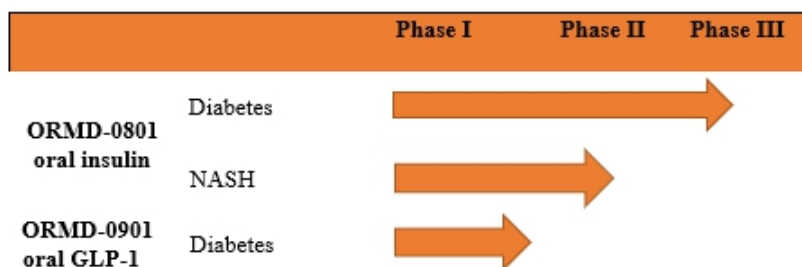 Phase I Phase II Phase III
Diabetes
ORMD-0801
oral insulin
NASH
ORMD-0901
oral GLP-1
Diabetes